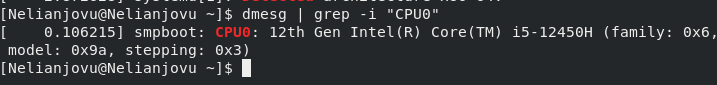 [Nelianjovu@Nelianjovu ~]$ dmesg | grep -i "CPU0"
[    0.106215] smpboot: CPU0: 12th Gen Intel(R) Core(TM) i5-12450H (family: 0x6,
model: 0x9a, stepping: 0x3)
[Nelianjovu@Nelianjovu ~]$